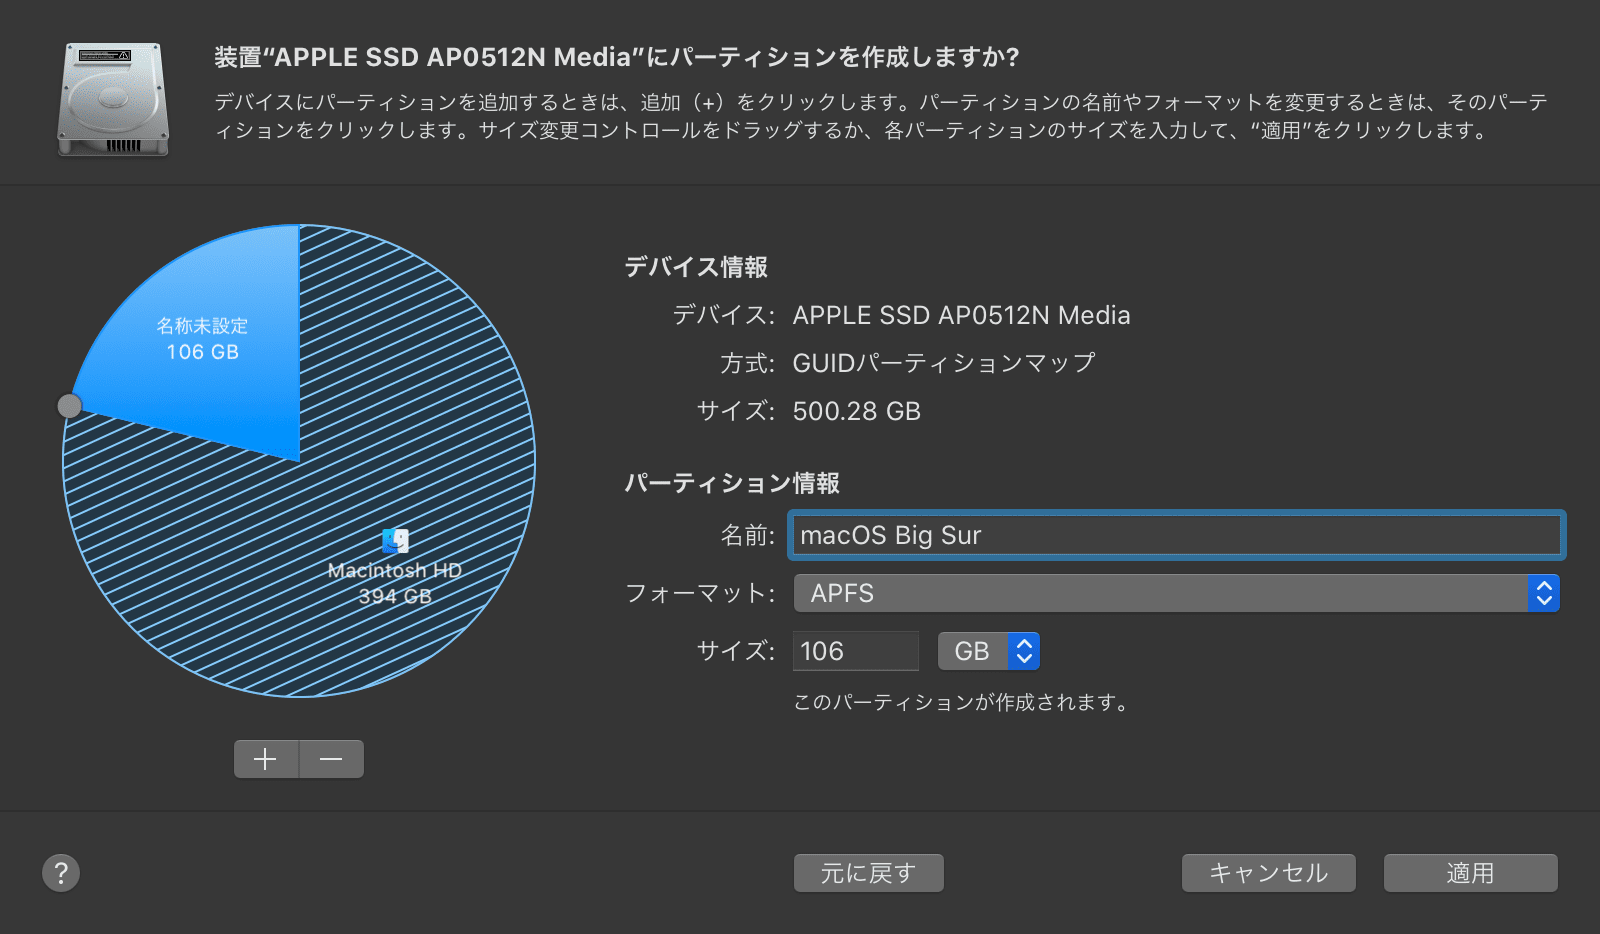 装置“APPLE SSD AP0512N Media”にパーティションを作成しますか?
デバイスにパーティションを追加するときは、追加（+）をクリックします。パーティションの名前やフォーマットを変更するときは、そのパーテ
ィションをクリックします。サイズ変更コントロールをドラッグするか、各パーティションのサイズを入力して、“適用”をクリックします。
名称未設定
106 GB
Macintosh HD
394 GB
デバイス情報
デバイス: APPLE SSD AP0512N Media
方式: GUIDパーティションマップ
サイズ: 500.28 GB
パーティション情報
名前: macOS Big Sur
フォーマット: APFS
サイズ: 106 GB
このパーティションが作成されます。
?
元に戻す
キャンセル
適用